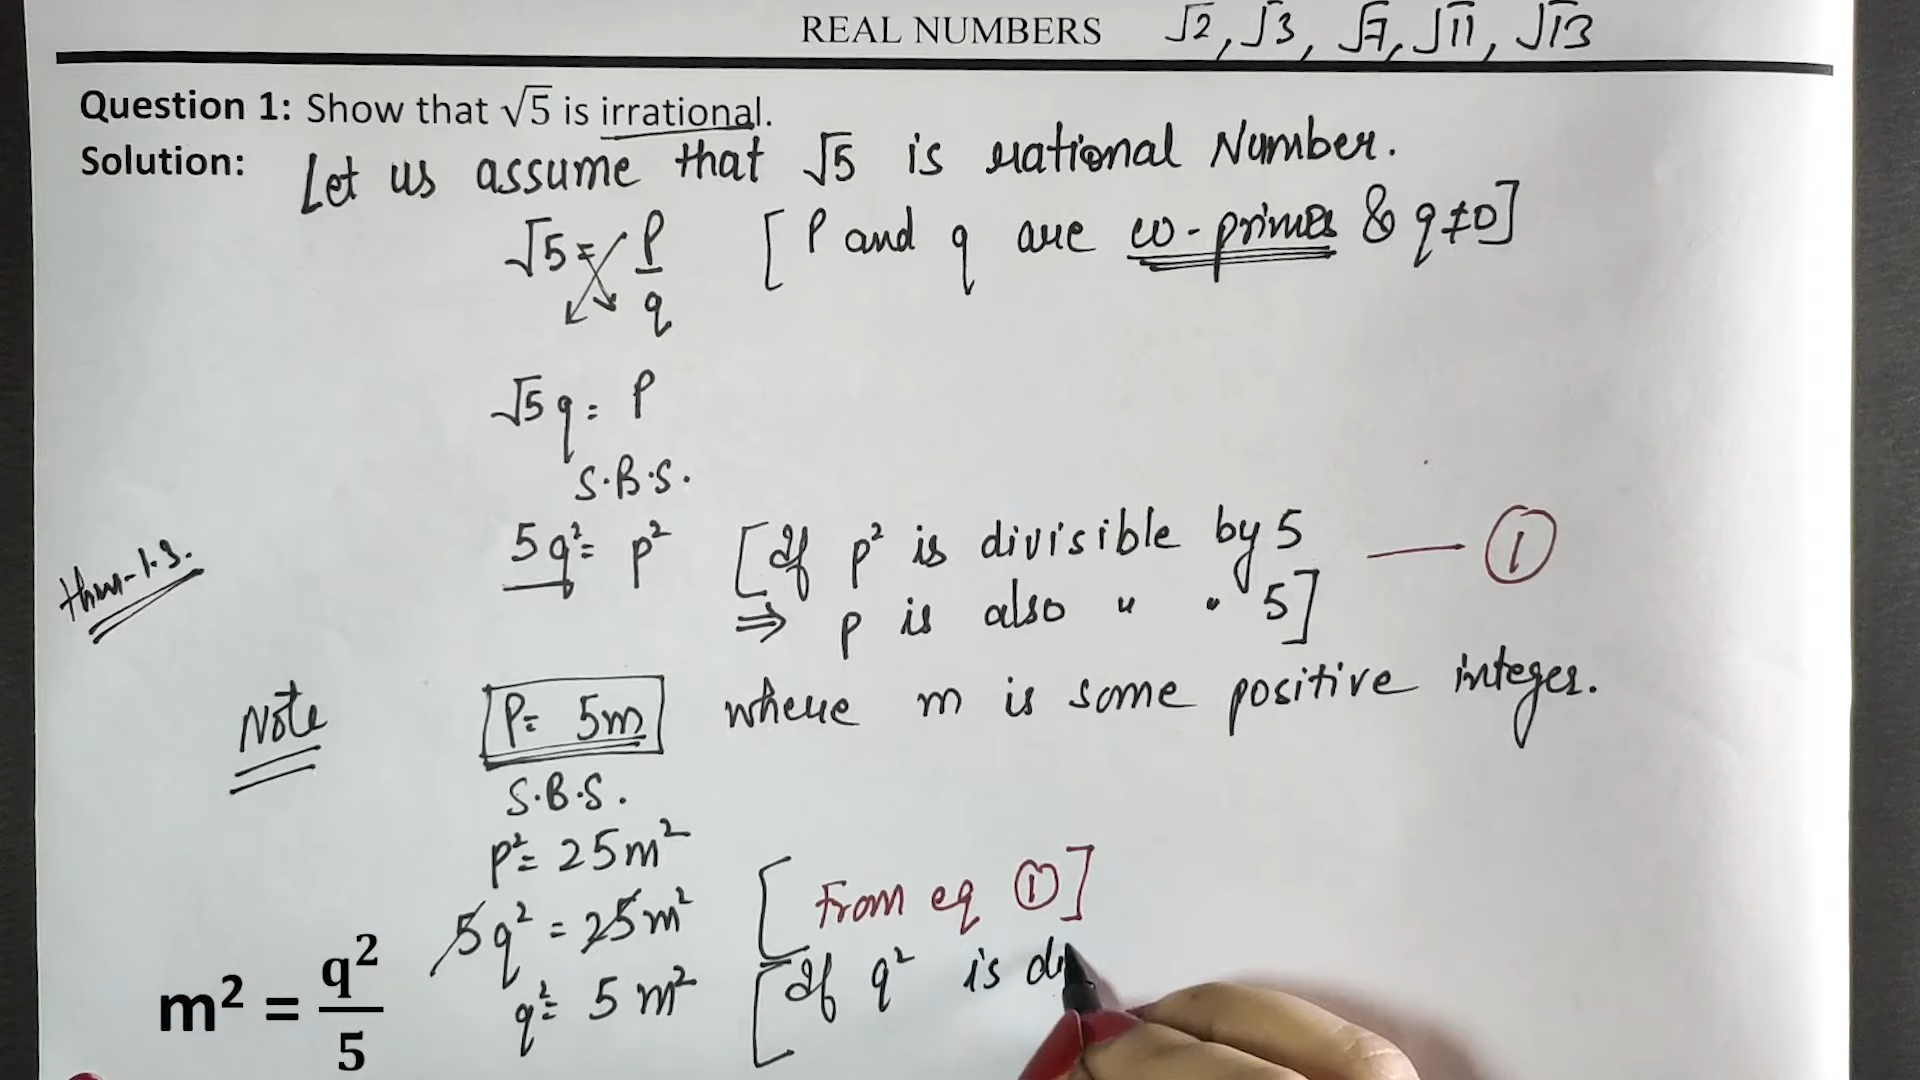 REAL NUMBERS √2, √3, √7, √11, √13
Question 1: Show that √5 is irrational.
Solution: Let us assume that √5 is rational Number.
√5 = P/q [P and q are co-primes & q≠0]
√5 q = P
S.B.S.
5q² = p² [If p² is divisible by 5 — ①
thm-1.3.
⇒ p is also " " 5]
Note
P = 5m where m is some positive integer.
S.B.S.
p² = 25m²
5q² = 25m² [From eq ①]
q² = 5m² [If q² is di
m² = q²/5